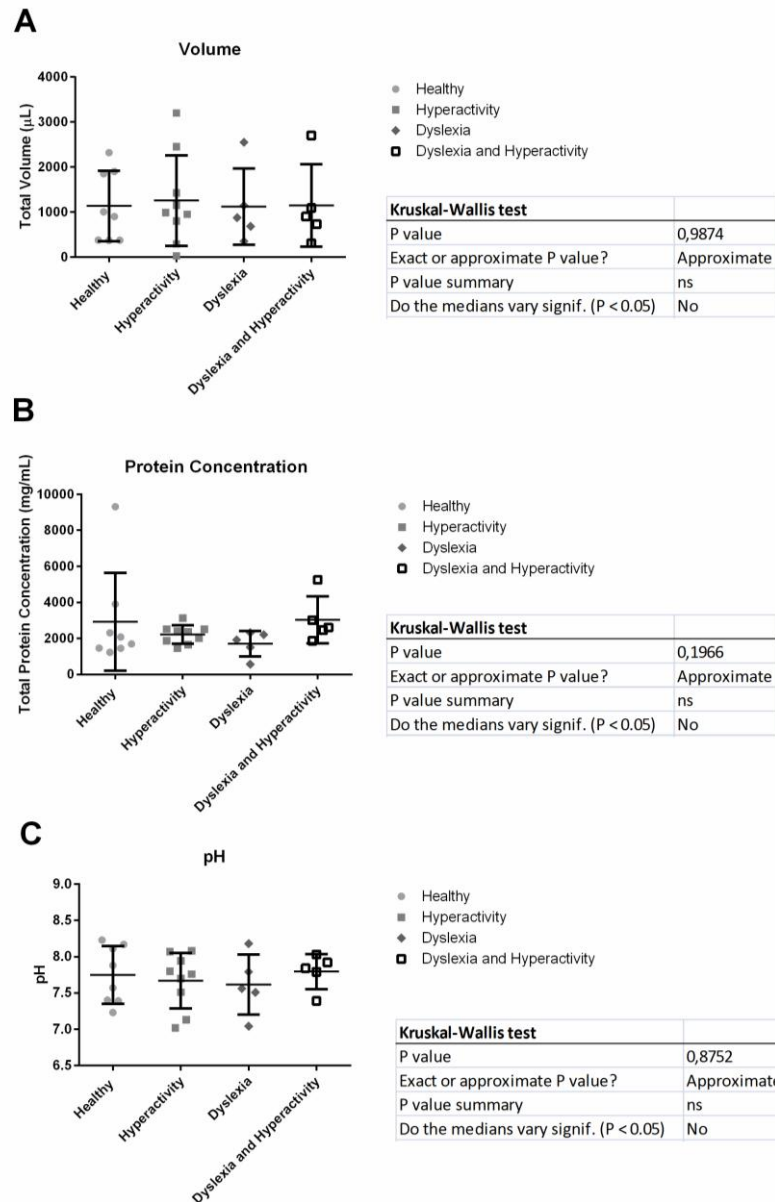 A
Volume
Total Volume (µL)
4000
3000
2000
1000
0
Healthy
Hyperactivity
Dyslexia
Dyslexia and Hyperactivity
Healthy
Hyperactivity
Dyslexia
Dyslexia and Hyperactivity
Kruskal-Wallis test
P value 0,9874
Exact or approximate P value? Approximate
P value summary ns
Do the medians vary signif. (P < 0.05) No
B
Protein Concentration
Total Protein Concentration (mg/mL)
10000
8000
6000
4000
2000
0
Healthy
Hyperactivity
Dyslexia
Dyslexia and Hyperactivity
Healthy
Hyperactivity
Dyslexia
Dyslexia and Hyperactivity
Kruskal-Wallis test
P value 0,1966
Exact or approximate P value? Approximate
P value summary ns
Do the medians vary signif. (P < 0.05) No
C
pH
pH
9.0
8.5
8.0
7.5
7.0
6.5
Healthy
Hyperactivity
Dyslexia
Dyslexia and Hyperactivity
Healthy
Hyperactivity
Dyslexia
Dyslexia and Hyperactivity
Kruskal-Wallis test
P value 0,8752
Exact or approximate P value? Approximate
P value summary ns
Do the medians vary signif. (P < 0.05) No